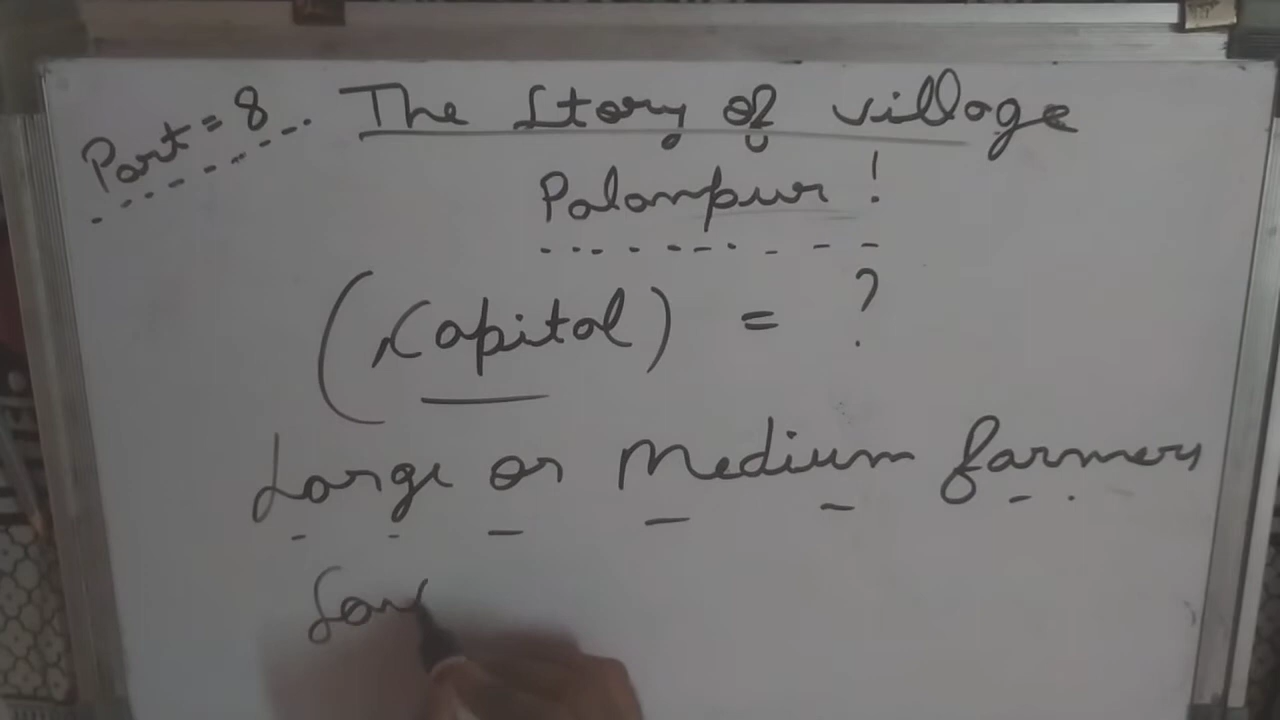 Part = 8 The Story of village
Palampur !
(Capital) = ?
Large or Medium farmers